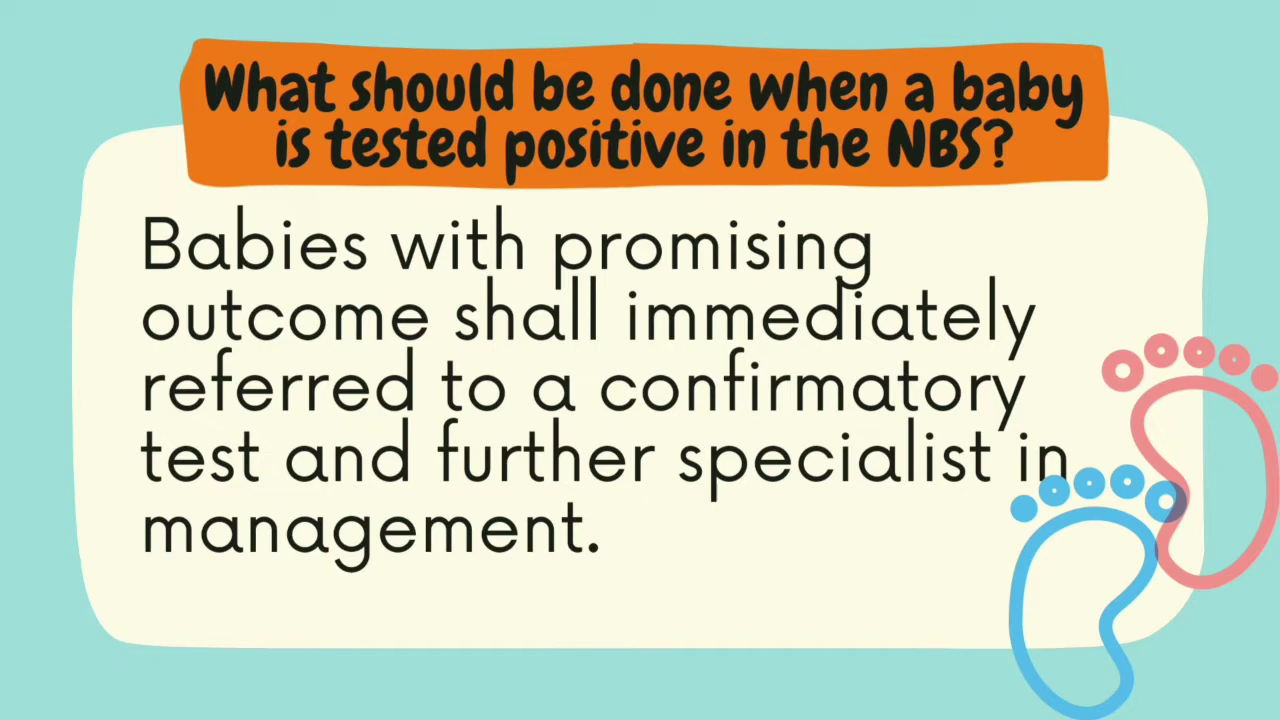 What should be done when a baby
is tested positive in the NBS?
Babies with promising
outcome shall immediately
referred to a confirmatory
test and further specialist in
management.